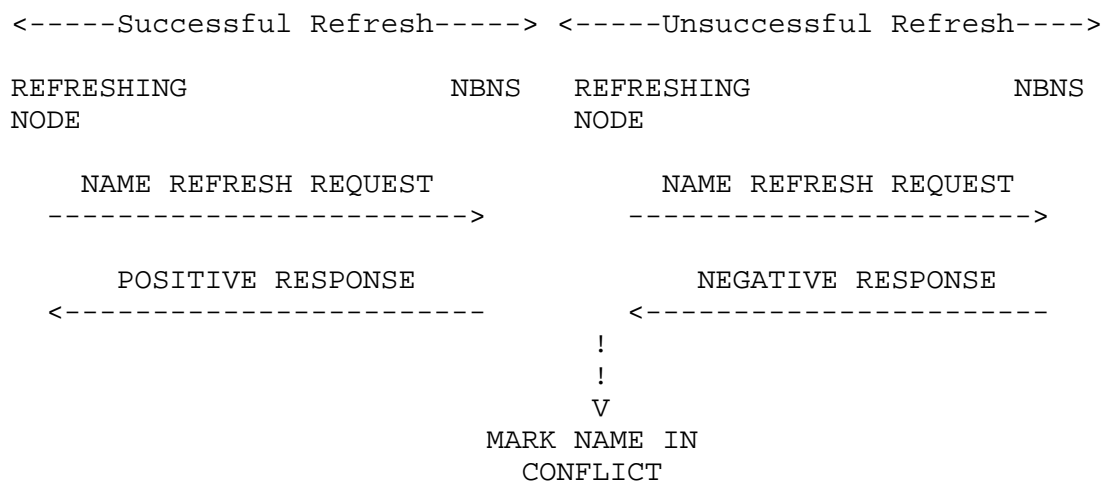 <-----Successful Refresh-----> <-----Unsuccessful Refresh---->
REFRESHING NBNS REFRESHING NBNS
NODE NODE
NAME REFRESH REQUEST NAME REFRESH REQUEST
------------------------> ----------------------->
POSITIVE RESPONSE NEGATIVE RESPONSE
<------------------------ <-----------------------
!
!
V
MARK NAME IN
CONFLICT